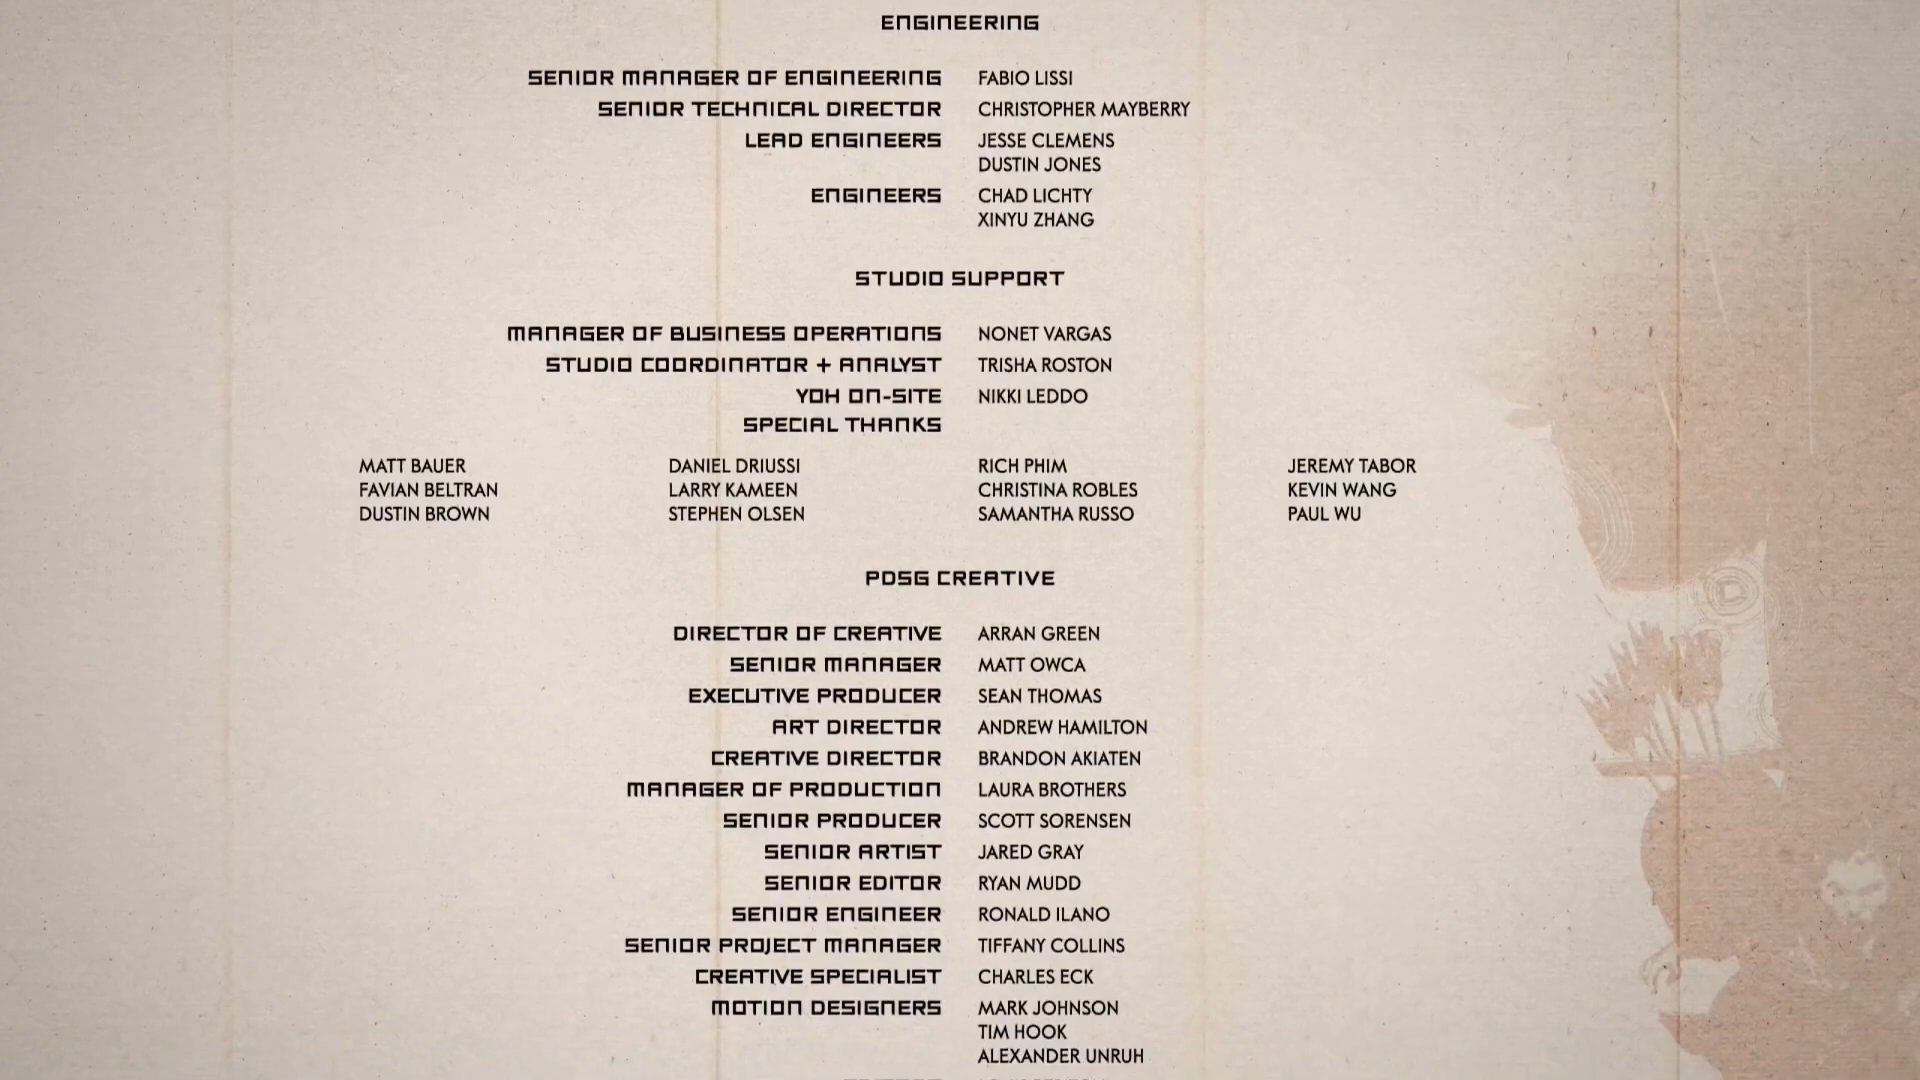 ENGINEERING
SENIOR MANAGER OF ENGINEERING FABIO LISSI
SENIOR TECHNICAL DIRECTOR CHRISTOPHER MAYBERRY
LEAD ENGINEERS JESSE CLEMENS
DUSTIN JONES
ENGINEERS CHAD LICHTY
XINYU ZHANG
STUDIO SUPPORT
MANAGER OF BUSINESS OPERATIONS NONET VARGAS
STUDIO COORDINATOR + ANALYST TRISHA ROSTON
YOH ON-SITE NIKKI LEDDO
SPECIAL THANKS
MATT BAUER DANIEL DRIUSSI RICH PHIM JEREMY TABOR
FAVIAN BELTRAN LARRY KAMEEN CHRISTINA ROBLES KEVIN WANG
DUSTIN BROWN STEPHEN OLSEN SAMANTHA RUSSO PAUL WU
PDSG CREATIVE
DIRECTOR OF CREATIVE ARRAN GREEN
SENIOR MANAGER MATT OWCA
EXECUTIVE PRODUCER SEAN THOMAS
ART DIRECTOR ANDREW HAMILTON
CREATIVE DIRECTOR BRANDON AKIATEN
MANAGER OF PRODUCTION LAURA BROTHERS
SENIOR PRODUCER SCOTT SORENSEN
SENIOR ARTIST JARED GRAY
SENIOR EDITOR RYAN MUDD
SENIOR ENGINEER RONALD ILANO
SENIOR PROJECT MANAGER TIFFANY COLLINS
CREATIVE SPECIALIST CHARLES ECK
MOTION DESIGNERS MARK JOHNSON
TIM HOOK
ALEXANDER UNRUH